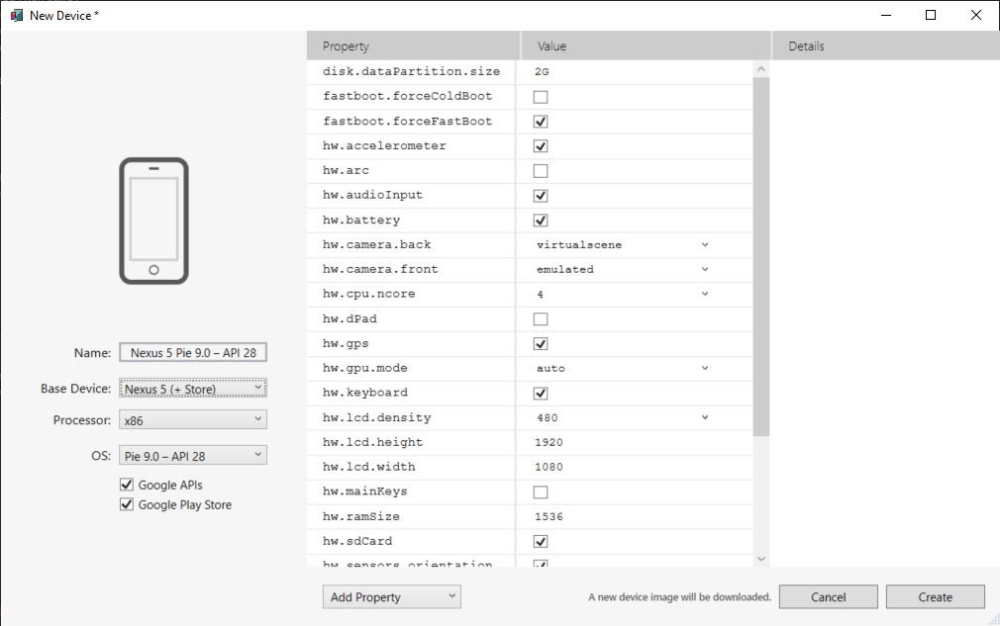 New Device *
Property Value Details
disk.dataPartition.size 2G
fastboot.forceColdBoot
fastboot.forceFastBoot
hw.accelerometer
hw.arc
hw.audioInput
hw.battery
hw.camera.back virtualscene
hw.camera.front emulated
hw.cpu.ncore 4
hw.dPad
hw.gps
hw.gpu.mode auto
hw.keyboard
hw.lcd.density 480
hw.lcd.height 1920
hw.lcd.width 1080
hw.mainKeys
hw.ramSize 1536
hw.sdCard
hw.sensors.orientation
Name: Nexus 5 Pie 9.0 – API 28
Base Device: Nexus 5 (+ Store)
Processor: x86
OS: Pie 9.0 – API 28
Google APIs
Google Play Store
Add Property
A new device image will be downloaded.
Cancel
Create